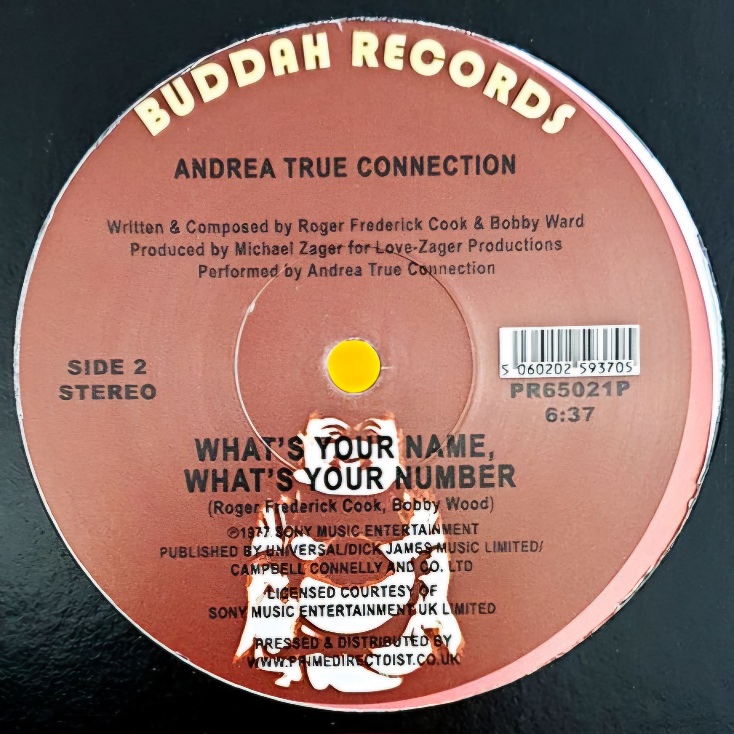 BUDDAH RECORDS
ANDREA TRUE CONNECTION
Written & Composed by Roger Frederick Cook & Bobby Ward
Produced by Michael Zager for Love-Zager Productions
Performed by Andrea True Connection
SIDE 2
STEREO
5 060202 593705
PR65021P
6:37
WHAT'S YOUR NAME,
WHAT'S YOUR NUMBER
(Roger Frederick Cook, Bobby Wood)
℗1977 SONY MUSIC ENTERTAINMENT
PUBLISHED BY UNIVERSAL/DICK JAMES MUSIC LIMITED/
CAMPBELL CONNELLY AND CO. LTD
LICENSED COURTESY OF
SONY MUSIC ENTERTAINMENT UK LIMITED
PRESSED & DISTRIBUTED BY
WWW.PRIMEDIRECTDIST.CO.UK